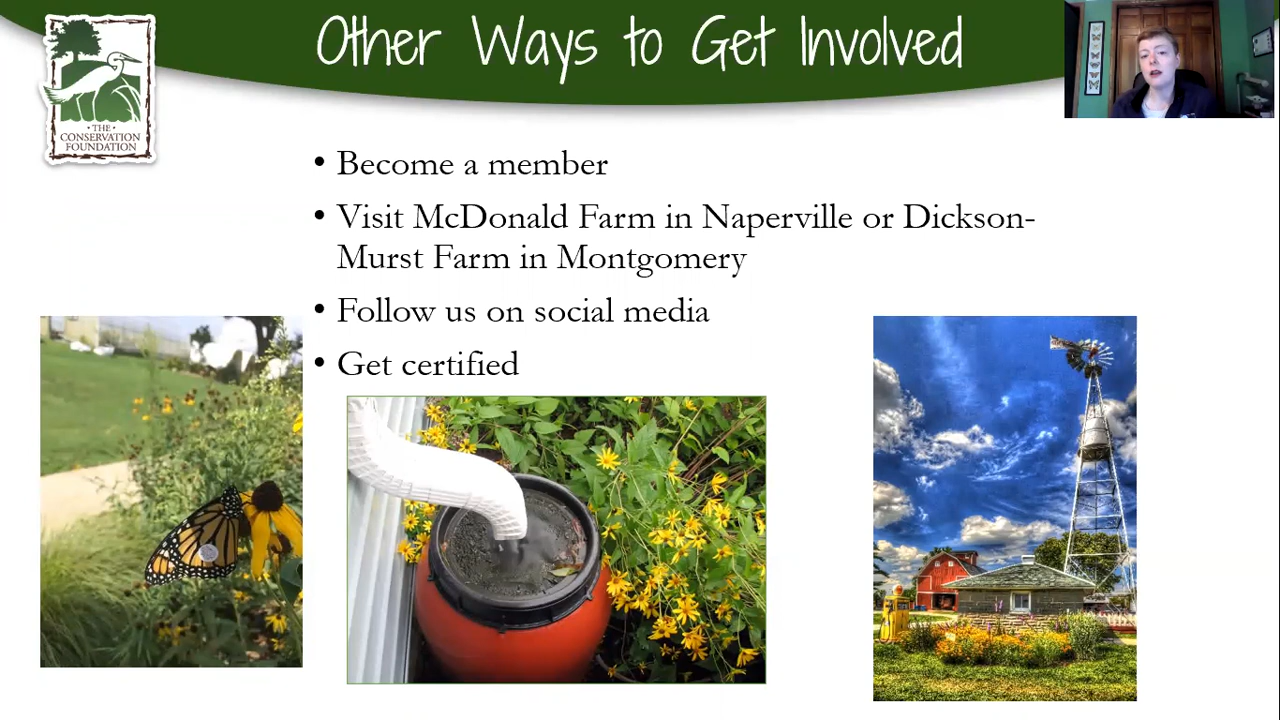 Other Ways to Get Involved
• THE •
CONSERVATION
FOUNDATION
• Become a member
• Visit McDonald Farm in Naperville or Dickson-
Murst Farm in Montgomery
• Follow us on social media
• Get certified